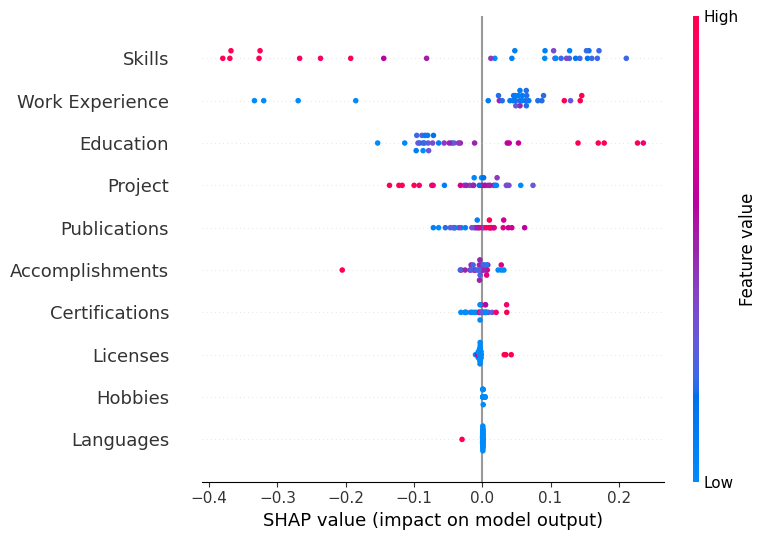 High
Skills
Work Experience
Education
Project
Publications
Accomplishments
Certifications
Licenses
Hobbies
Languages
Feature value
Low
−0.4 −0.3 −0.2 −0.1 0.0 0.1 0.2
SHAP value (impact on model output)